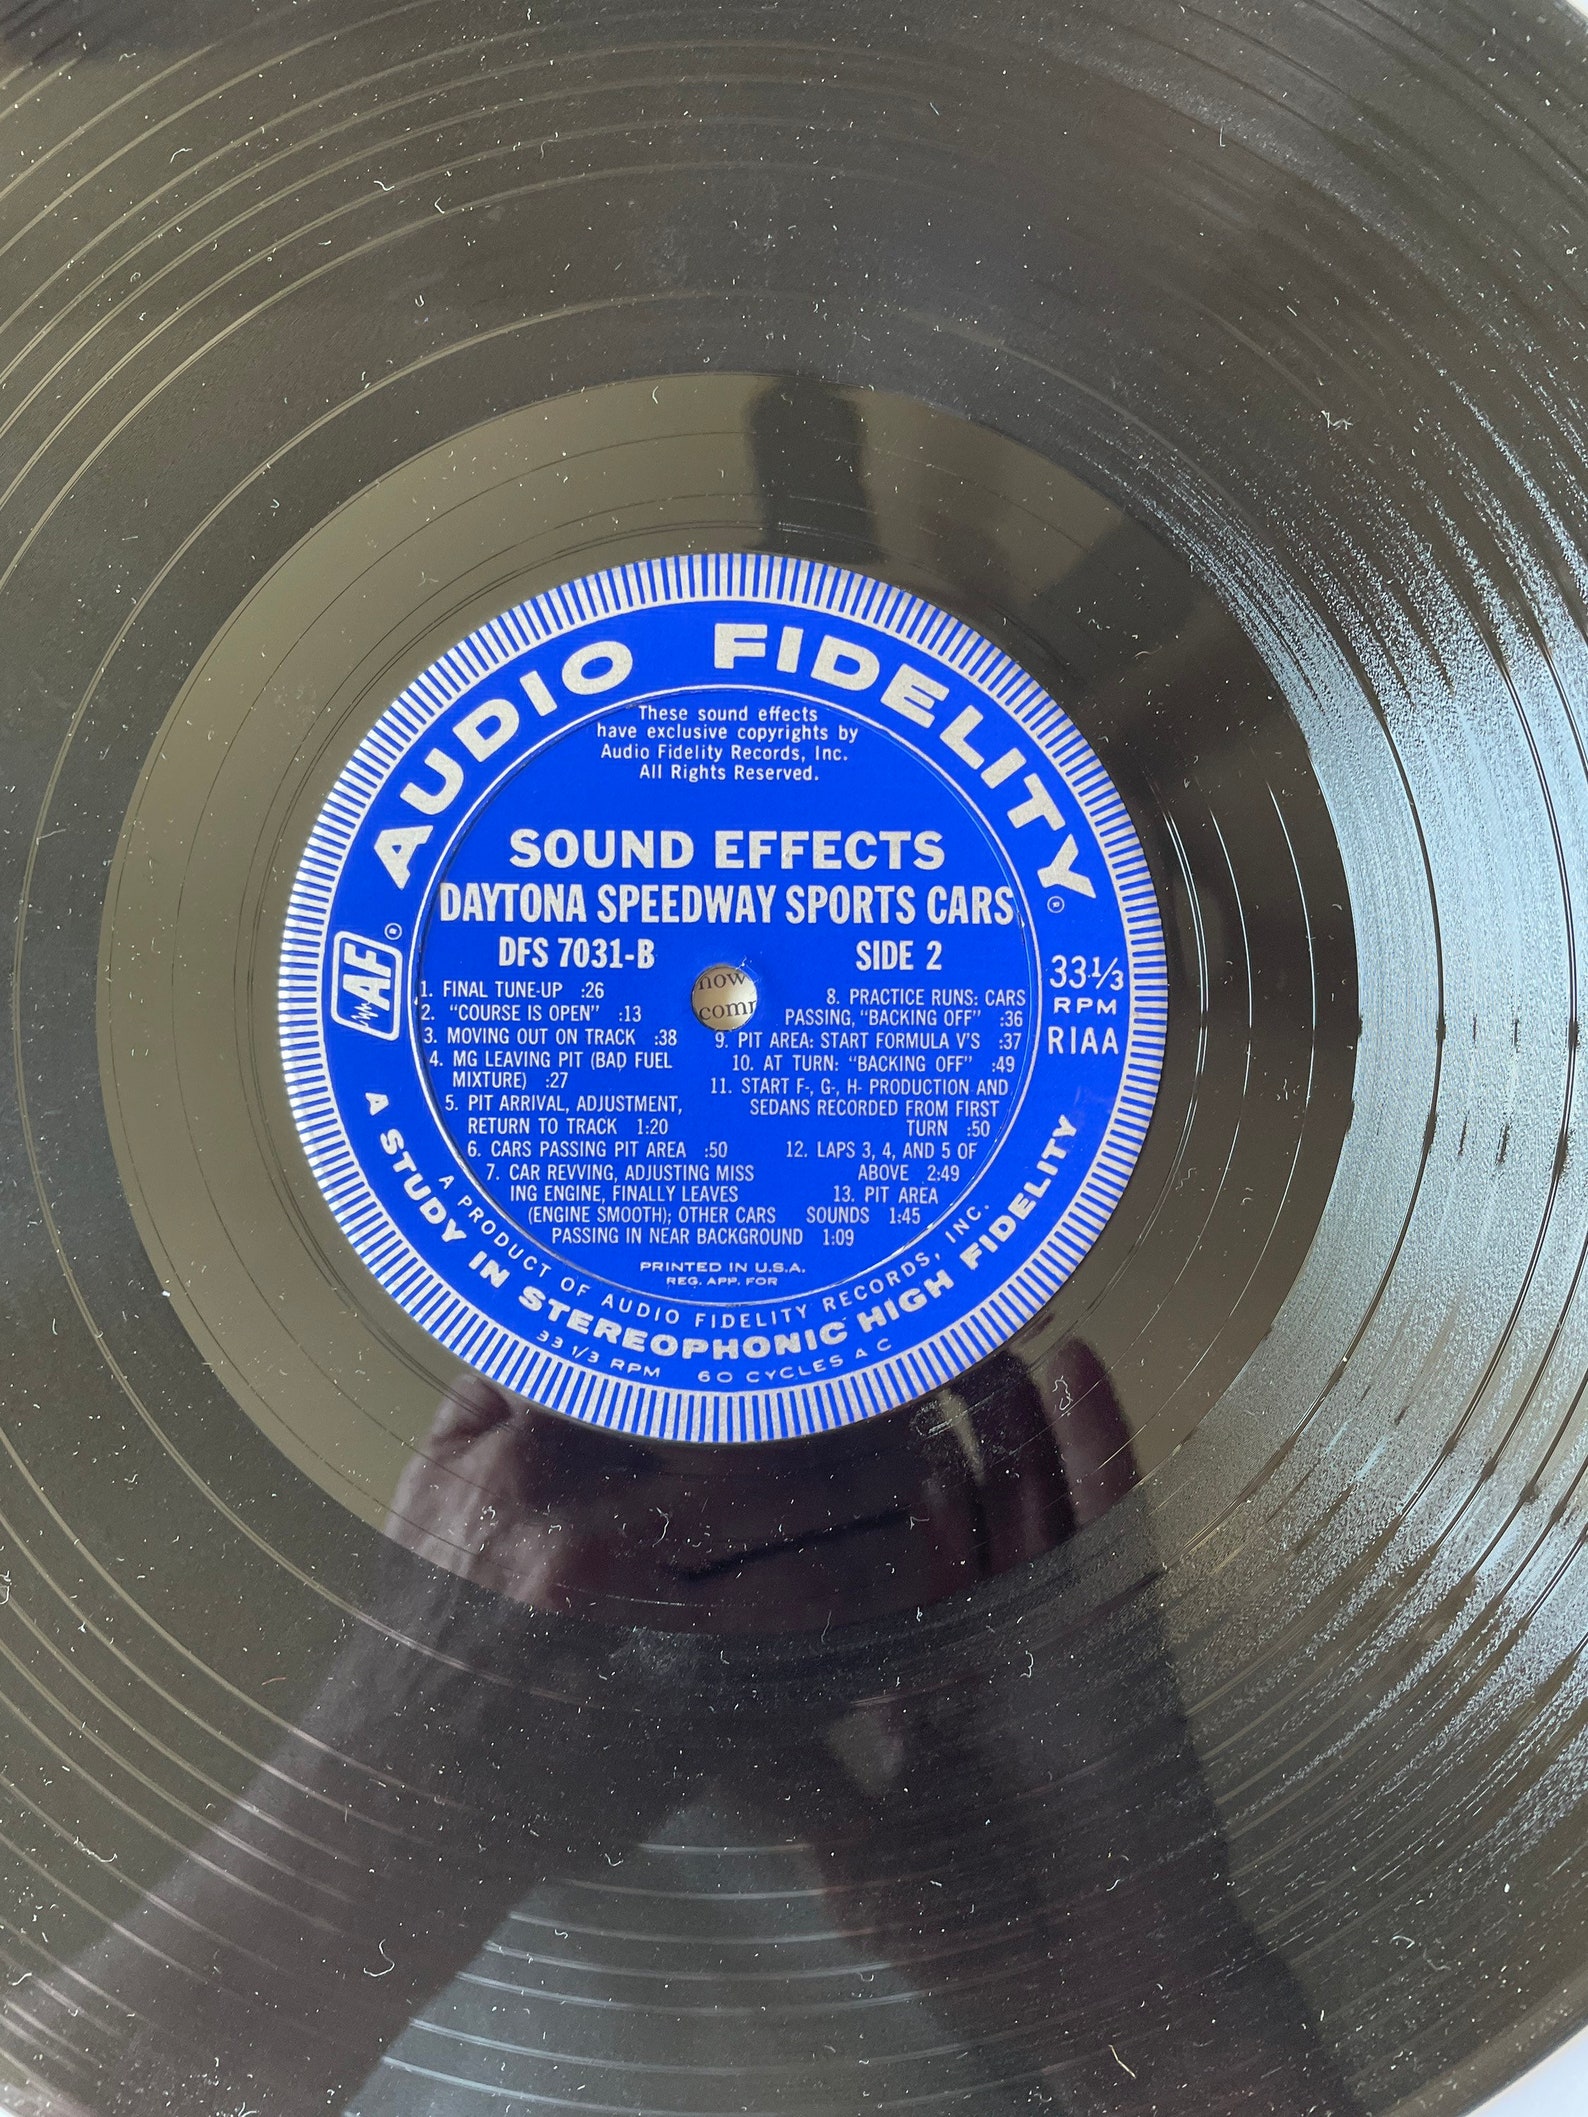 AUDIO FIDELITY ®
These sound effects
have exclusive copyrights by
Audio Fidelity Records, Inc.
All Rights Reserved.
SOUND EFFECTS
DAYTONA SPEEDWAY SPORTS CARS
DFS 7031-B
SIDE 2
AF ®
33⅓
RPM
RIAA
now
1. FINAL TUNE-UP :26
2. "COURSE IS OPEN" :13
3. MOVING OUT ON TRACK :38
4. MG LEAVING PIT (BAD FUEL
MIXTURE) :27
5. PIT ARRIVAL, ADJUSTMENT,
RETURN TO TRACK 1:20
6. CARS PASSING PIT AREA :50
7. CAR REVVING, ADJUSTING MISS
ING ENGINE, FINALLY LEAVES
(ENGINE SMOOTH); OTHER CARS
PASSING IN NEAR BACKGROUND 1:09
8. PRACTICE RUNS: CARS
PASSING, "BACKING OFF" :36
9. PIT AREA: START FORMULA V'S :37
10. AT TURN: "BACKING OFF" :49
11. START F-, G-, H- PRODUCTION AND
SEDANS RECORDED FROM FIRST
TURN :50
12. LAPS 3, 4, AND 5 OF
ABOVE 2:49
13. PIT AREA
SOUNDS 1:45
PRINTED IN U.S.A.
REG. APP. FOR
A PRODUCT OF AUDIO FIDELITY RECORDS, INC.
A STUDY IN STEREOPHONIC HIGH FIDELITY
33 1/3 RPM 60 CYCLES A C